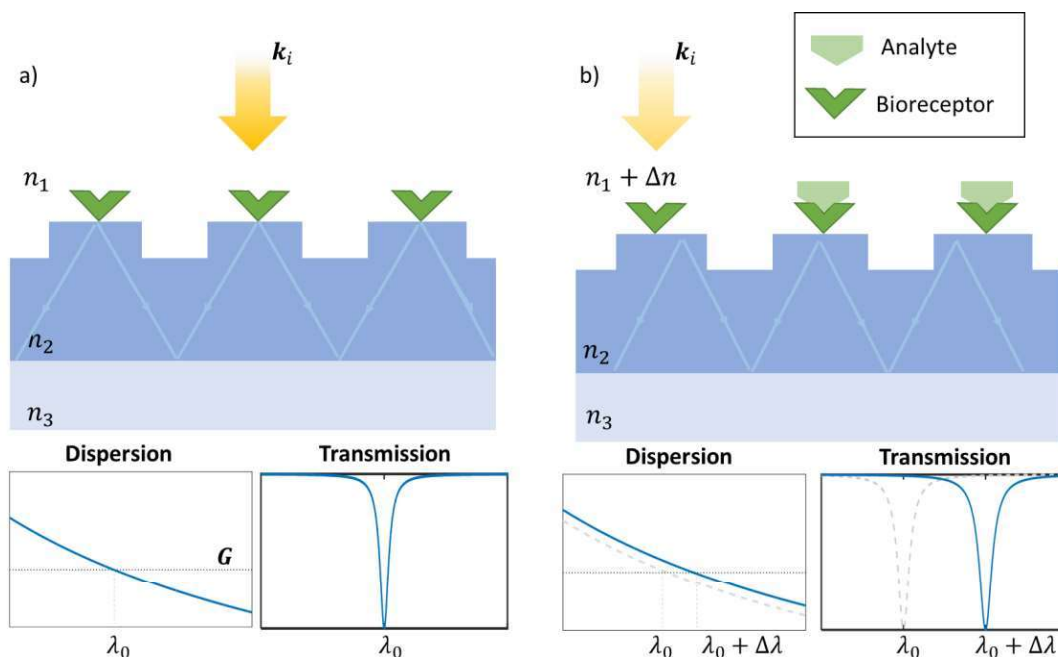 a)
k_i
n_1
n_2
n_3
Dispersion
Transmission
G
λ_0
λ_0
b)
k_i
Analyte
Bioreceptor
n_1 + Δn
n_2
n_3
Dispersion
Transmission
λ_0
λ_0 + Δλ
λ_0
λ_0 + Δλ